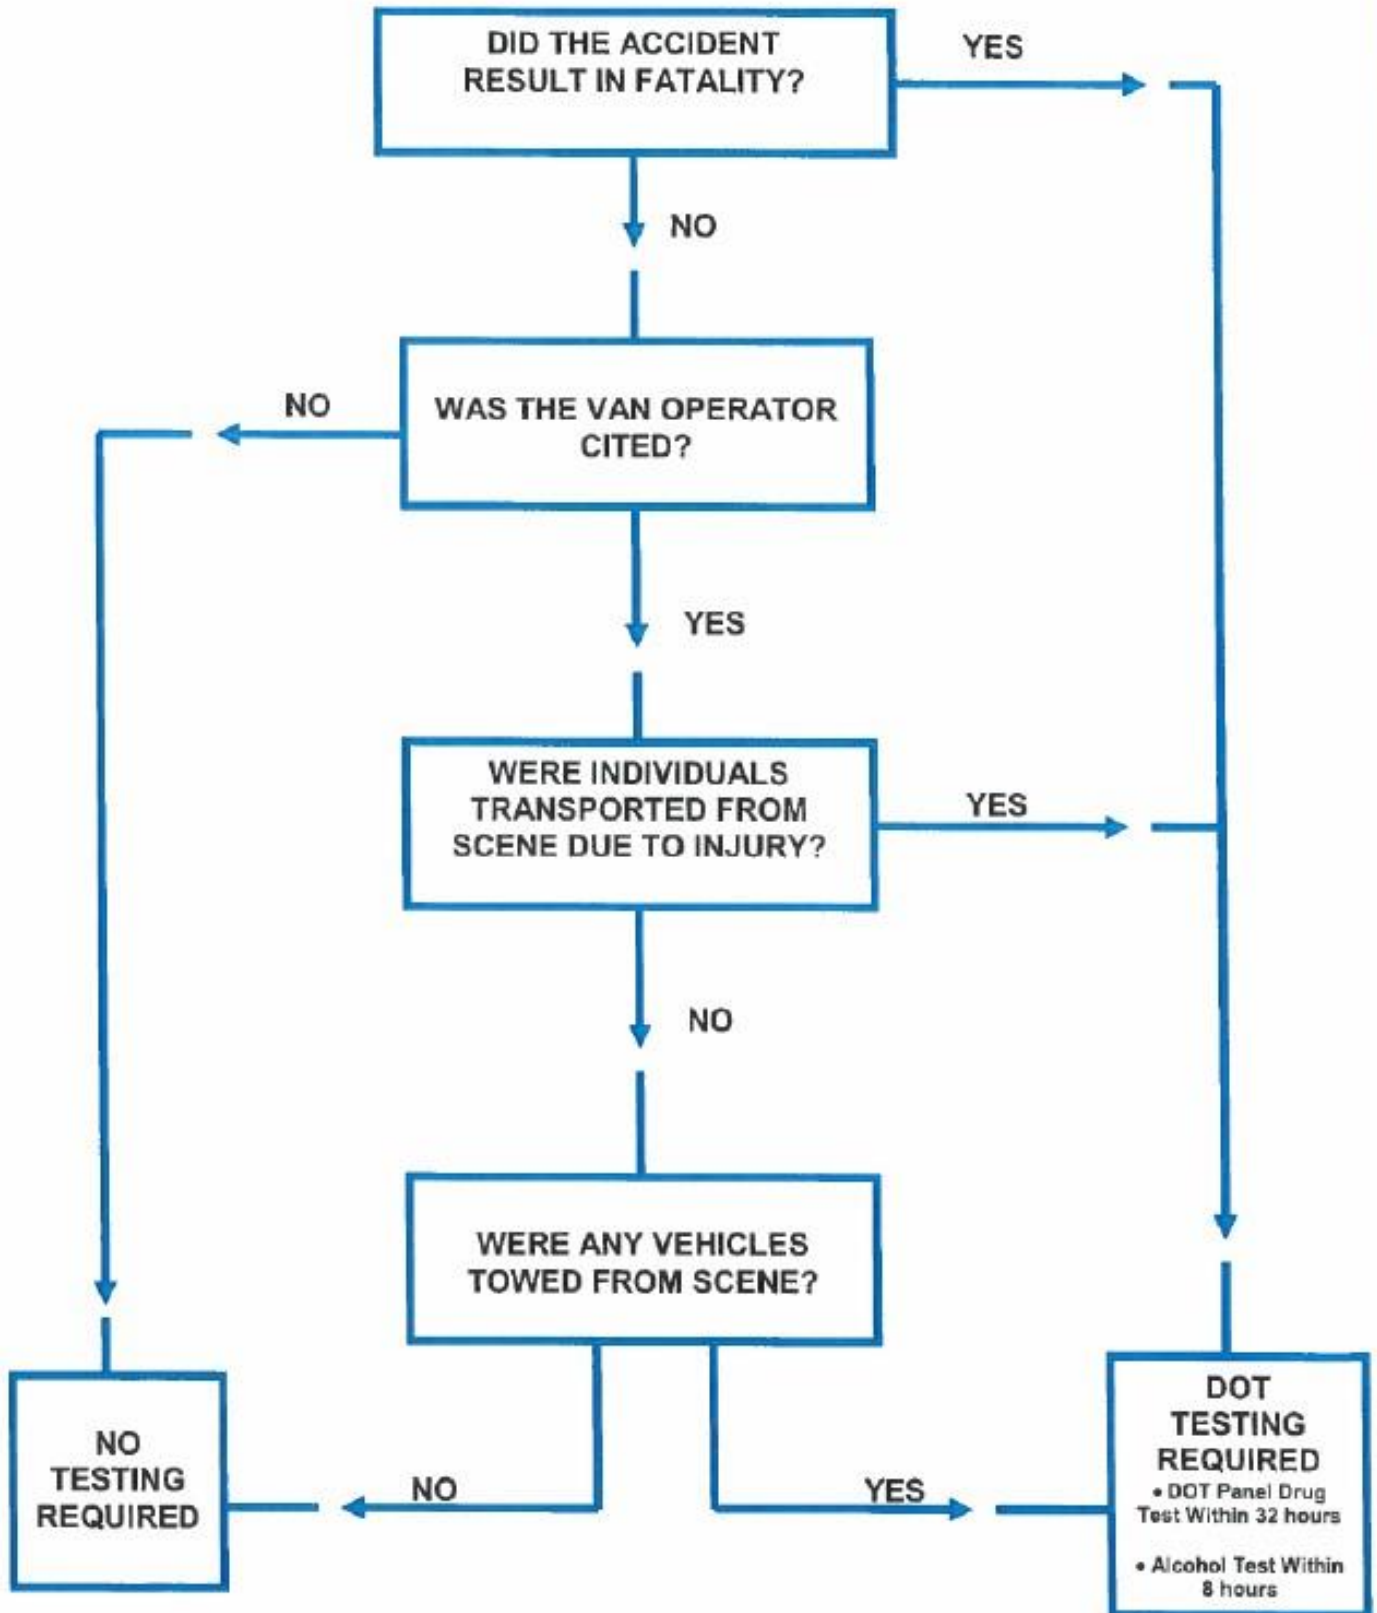 DID THE ACCIDENT
RESULT IN FATALITY?
YES
NO
WAS THE VAN OPERATOR
CITED?
NO
YES
WERE INDIVIDUALS
TRANSPORTED FROM
SCENE DUE TO INJURY?
YES
NO
WERE ANY VEHICLES
TOWED FROM SCENE?
NO
YES
NO
TESTING
REQUIRED
DOT
TESTING
REQUIRED
• DOT Panel Drug
Test Within 32 hours
• Alcohol Test Within
8 hours